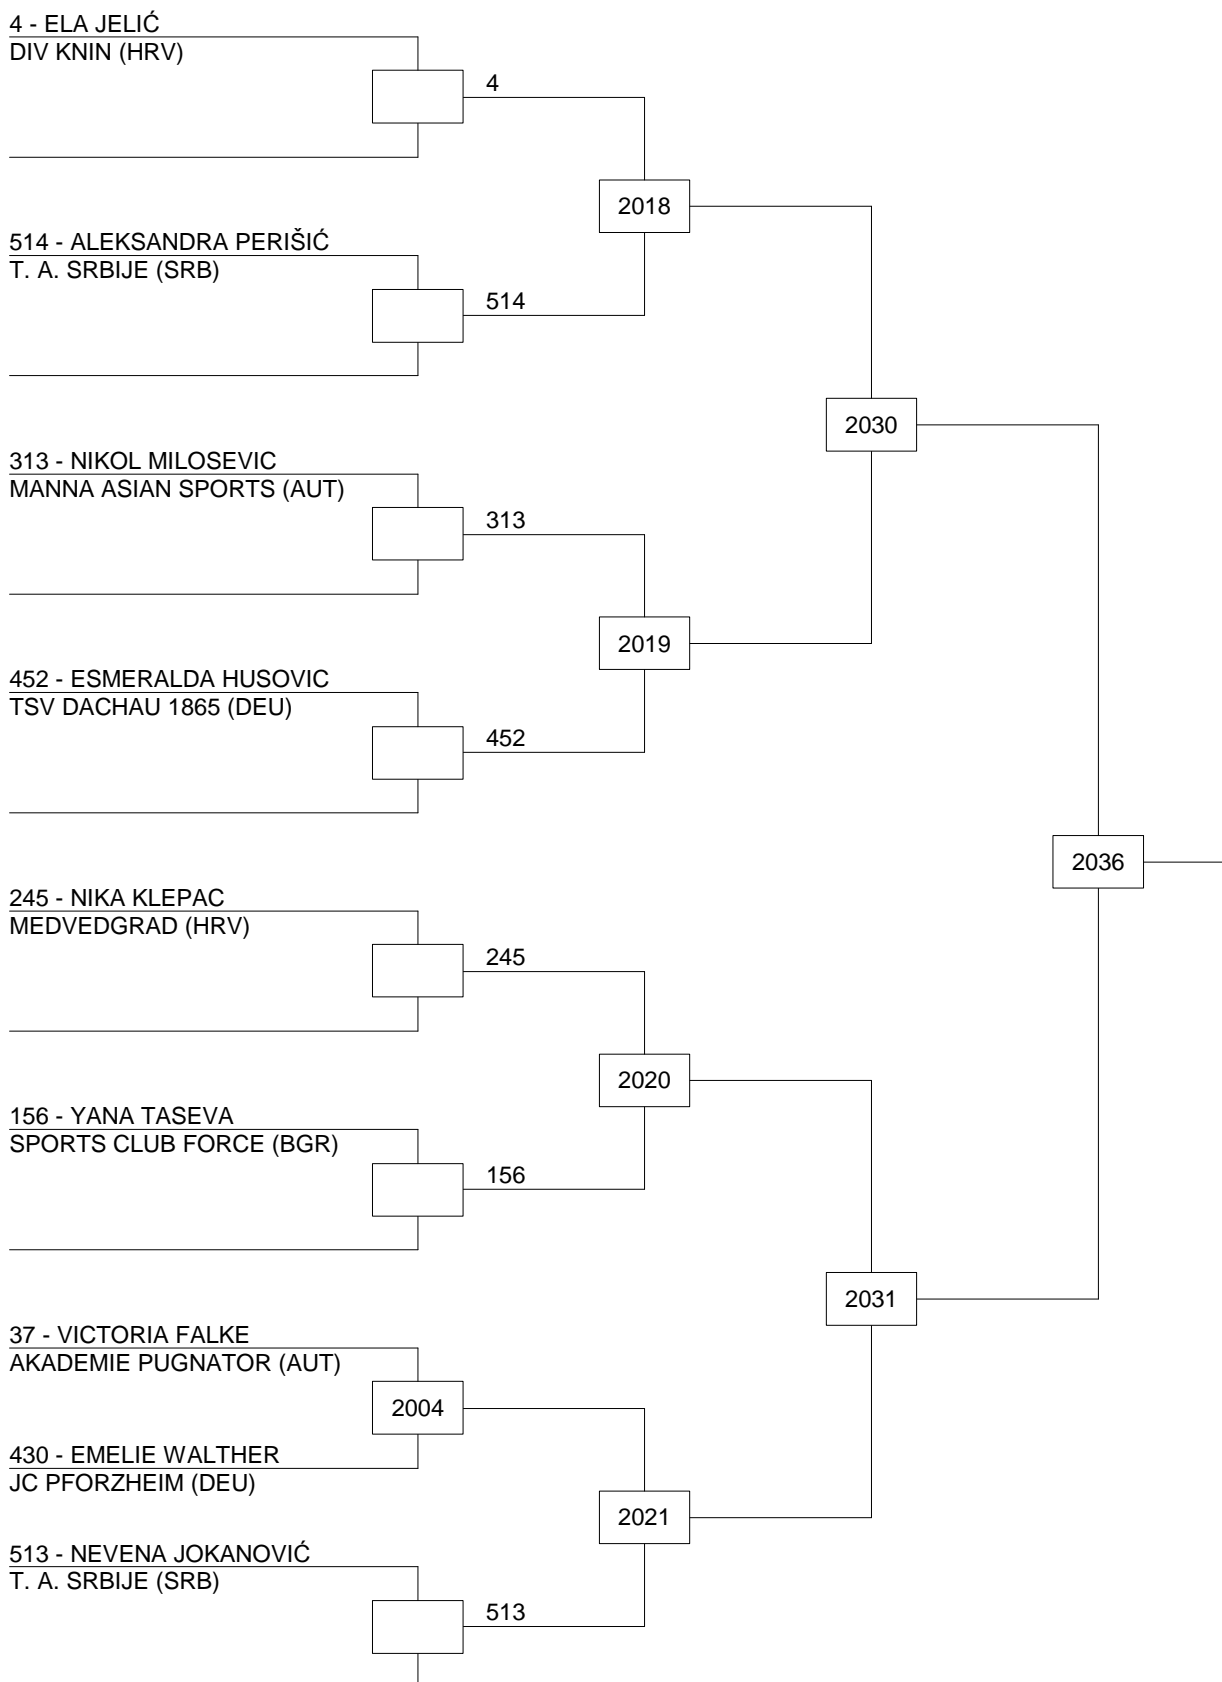 4 - ELA JELIĆ
DIV KNIN (HRV)
4
2018
514 - ALEKSANDRA PERIŠIĆ
T. A. SRBIJE (SRB)
514
2030
313 - NIKOL MILOSEVIC
MANNA ASIAN SPORTS (AUT)
313
2019
452 - ESMERALDA HUSOVIC
TSV DACHAU 1865 (DEU)
452
2036
245 - NIKA KLEPAC
MEDVEDGRAD (HRV)
245
2020
156 - YANA TASEVA
SPORTS CLUB FORCE (BGR)
156
2031
37 - VICTORIA FALKE
AKADEMIE PUGNATOR (AUT)
2004
430 - EMELIE WALTHER
JC PFORZHEIM (DEU)
2021
513 - NEVENA JOKANOVIĆ
T. A. SRBIJE (SRB)
513